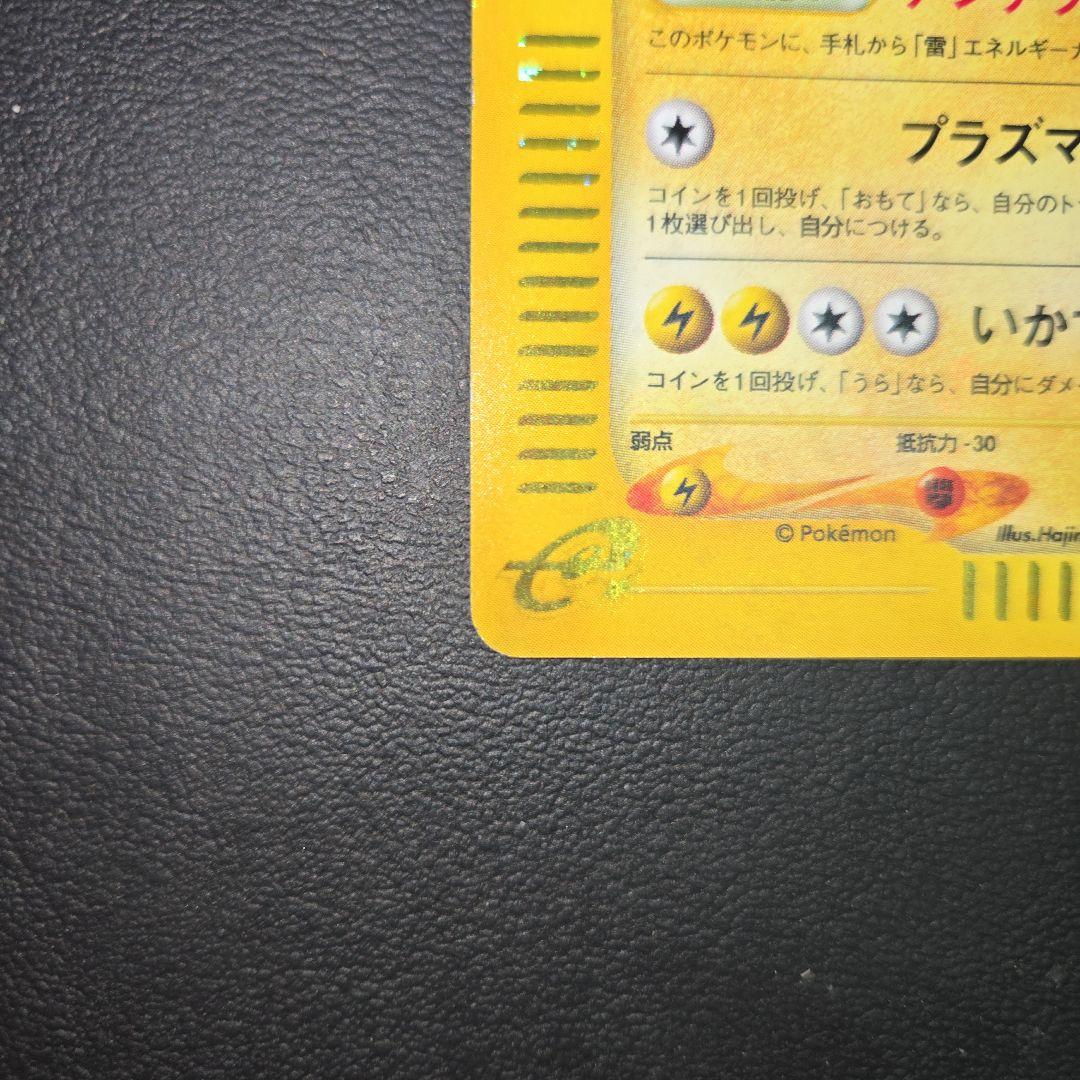 このポケモンに、手札から「雷」エネルギーカ
プラズマ
コインを1回投げ、「おもて」なら、自分のト
1枚選び出し、自分につける。
いかず
コインを1回投げ、「うら」なら、自分にダメ
弱点
抵抗力 -30
© Pokémon
Illus.Hajim